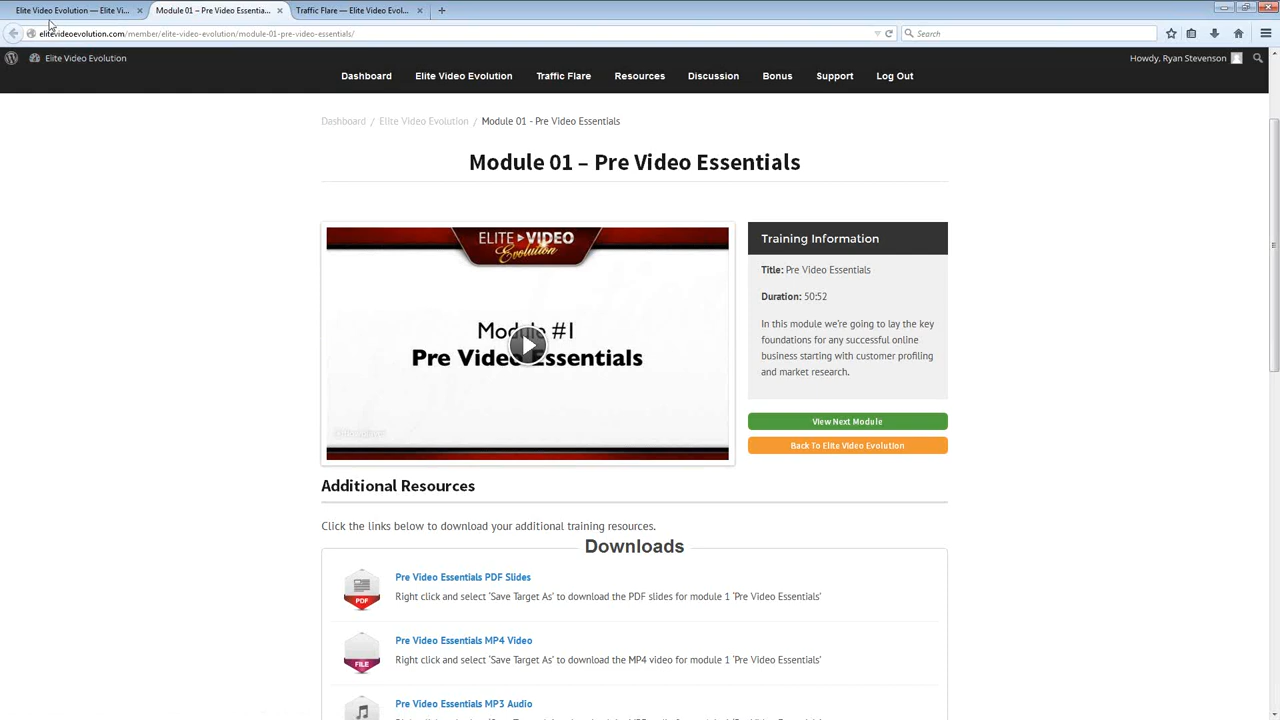 Elite Video Evolution — Elite Vi...
Module 01 – Pre Video Essentia...
Traffic Flare — Elite Video Evol...
elitevideoevolution.com/member/elite-video-evolution/module-01-pre-video-essentials/
Search
Elite Video Evolution
Howdy, Ryan Stevenson
Dashboard
Elite Video Evolution
Traffic Flare
Resources
Discussion
Bonus
Support
Log Out
Dashboard / Elite Video Evolution / Module 01 - Pre Video Essentials
Module 01 – Pre Video Essentials
ELITE VIDEO
Evolution
Module #1
Pre Video Essentials
Training Information
Title: Pre Video Essentials
Duration: 50:52
In this module we're going to lay the key
foundations for any successful online
business starting with customer profiling
and market research.
View Next Module
Back To Elite Video Evolution
Additional Resources
Click the links below to download your additional training resources.
Downloads
PDF
Pre Video Essentials PDF Slides
Right click and select 'Save Target As' to download the PDF slides for module 1 'Pre Video Essentials'
FILE
Pre Video Essentials MP4 Video
Right click and select 'Save Target As' to download the MP4 video for module 1 'Pre Video Essentials'
Pre Video Essentials MP3 Audio